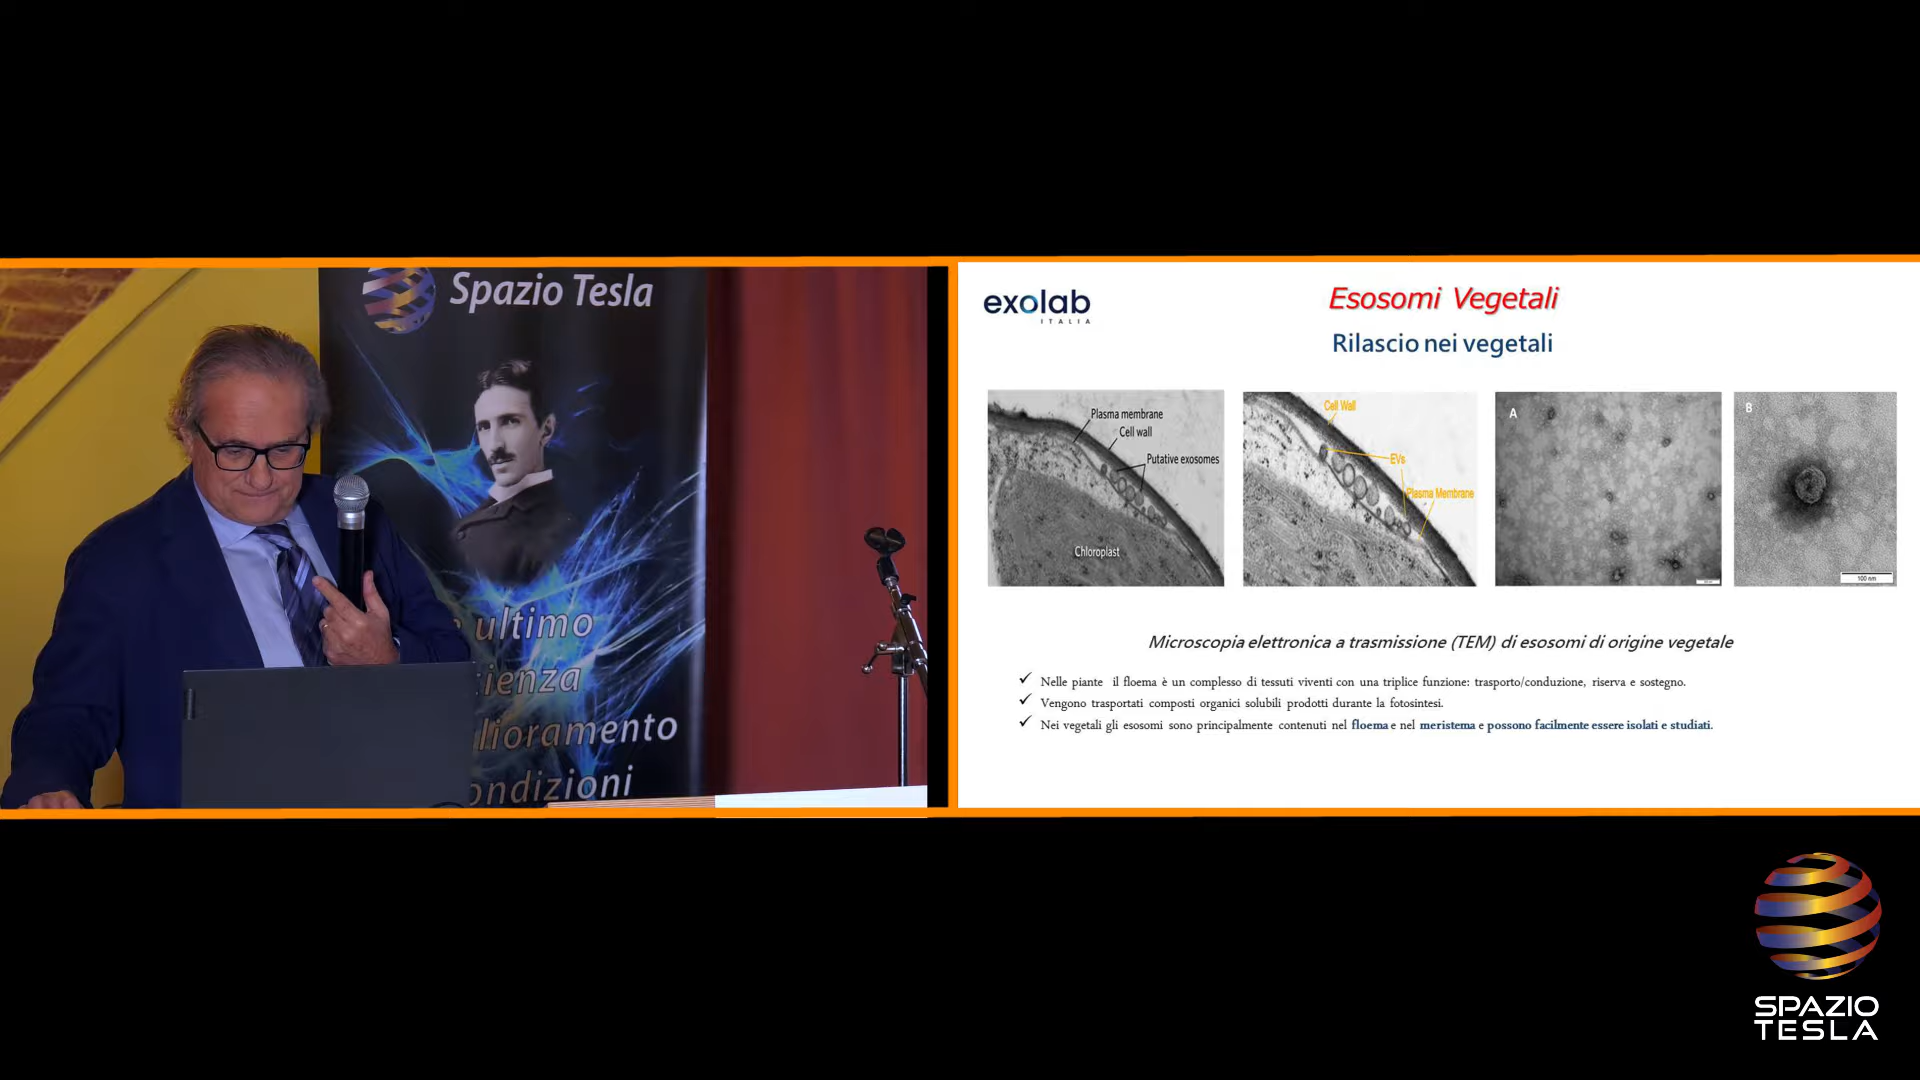 Spazio Tesla
ultimo
ondizioni
exolab
ITALIA
Esosomi Vegetali
Rilascio nei vegetali
Plasma membrane
Cell wall
Putative exosomes
Chloroplast
Cell Wall
EVs
Plasma Membrane
A
B
100 nm
Microscopia elettronica a trasmissione (TEM) di esosomi di origine vegetale
✓ Nelle piante il floema è un complesso di tessuti viventi con una triplice funzione: trasporto/conduzione, riserva e sostegno.
✓ Vengono trasportati composti organici solubili prodotti durante la fotosintesi.
✓ Nei vegetali gli esosomi sono principalmente contenuti nel floema e nel meristema e possono facilmente essere isolati e studiati.
SPAZIO
TESLA